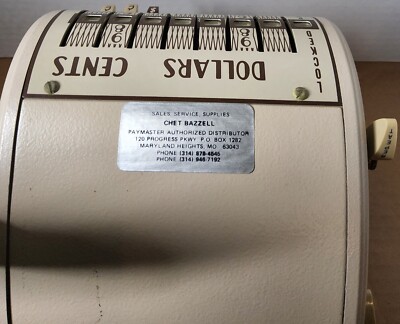 LOCKED
DOLLARS CENTS
SALES, SERVICE, SUPPLIES
CHET BAZZELL
PAYMASTER AUTHORIZED DISTRIBUTOR
120 PROGRESS PKWY P.O. BOX 1282
MARYLAND HEIGHTS, MO 63043
PHONE (314) 878-4645
PHONE (314) 946-7192